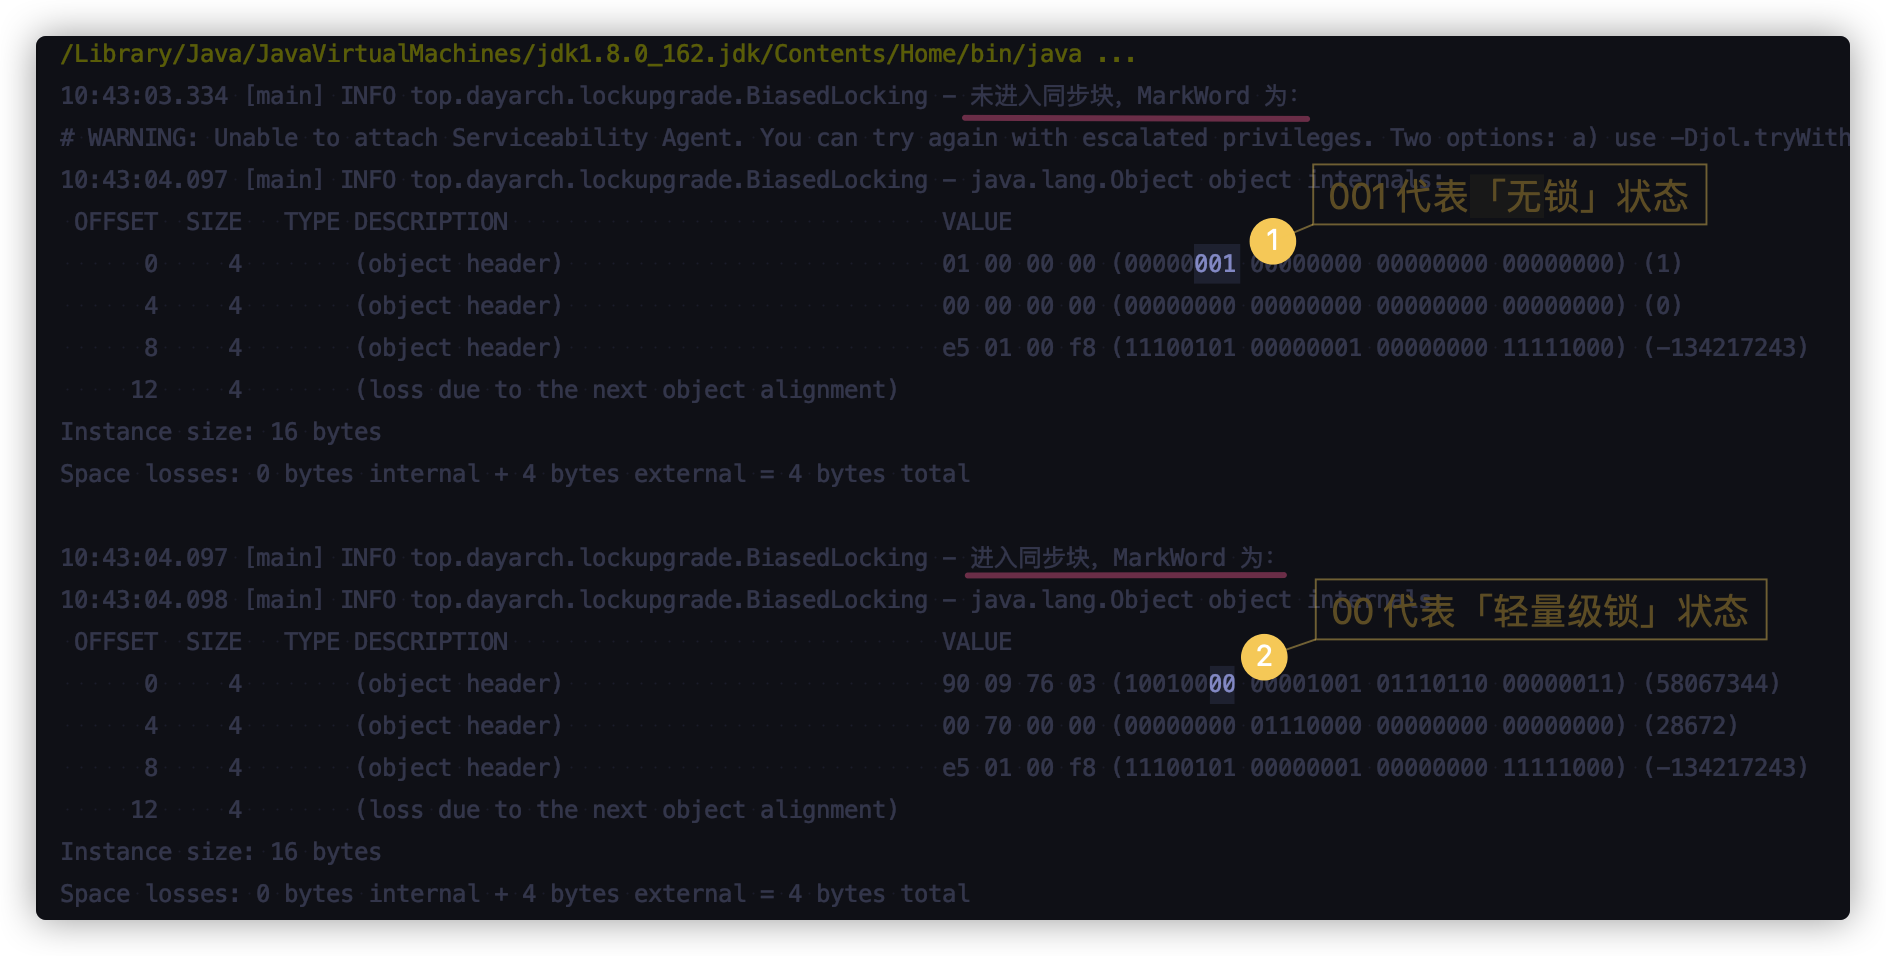 /Library/Java/JavaVirtualMachines/jdk1.8.0_162.jdk/Contents/Home/bin/java ...
10:43:03.334 [main] INFO top.dayarch.lockupgrade.BiasedLocking – 未进入同步块, MarkWord 为:
# WARNING: Unable to attach Serviceability Agent. You can try again with escalated privileges. Two options: a) use -Djol.tryWith
10:43:04.097 [main] INFO top.dayarch.lockupgrade.BiasedLocking – java.lang.Object object internals:
001 代表「无锁」状态
OFFSET SIZE TYPE DESCRIPTION VALUE
1
0 4 (object header) 01 00 00 00 (00000001 00000000 00000000 00000000) (1)
4 4 (object header) 00 00 00 00 (00000000 00000000 00000000 00000000) (0)
8 4 (object header) e5 01 00 f8 (11100101 00000001 00000000 11111000) (-134217243)
12 4 (loss due to the next object alignment)
Instance size: 16 bytes
Space losses: 0 bytes internal + 4 bytes external = 4 bytes total
10:43:04.097 [main] INFO top.dayarch.lockupgrade.BiasedLocking – 进入同步块, MarkWord 为:
10:43:04.098 [main] INFO top.dayarch.lockupgrade.BiasedLocking – java.lang.Object object internals:
00 代表「轻量级锁」状态
OFFSET SIZE TYPE DESCRIPTION VALUE
2
0 4 (object header) 90 09 76 03 (10010000 00001001 01110110 00000011) (58067344)
4 4 (object header) 00 70 00 00 (00000000 01110000 00000000 00000000) (28672)
8 4 (object header) e5 01 00 f8 (11100101 00000001 00000000 11111000) (-134217243)
12 4 (loss due to the next object alignment)
Instance size: 16 bytes
Space losses: 0 bytes internal + 4 bytes external = 4 bytes total